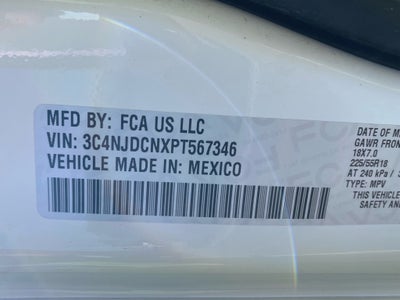 MFD BY: FCA US LLC
VIN: 3C4NJDCNXPT567346
VEHICLE MADE IN: MEXICO
DATE OF M
GAWR FRON
18X7.0
225/55R18
AT 240 kPa /
TYPE: MPV
THIS VEHICLE
SAFETY AND